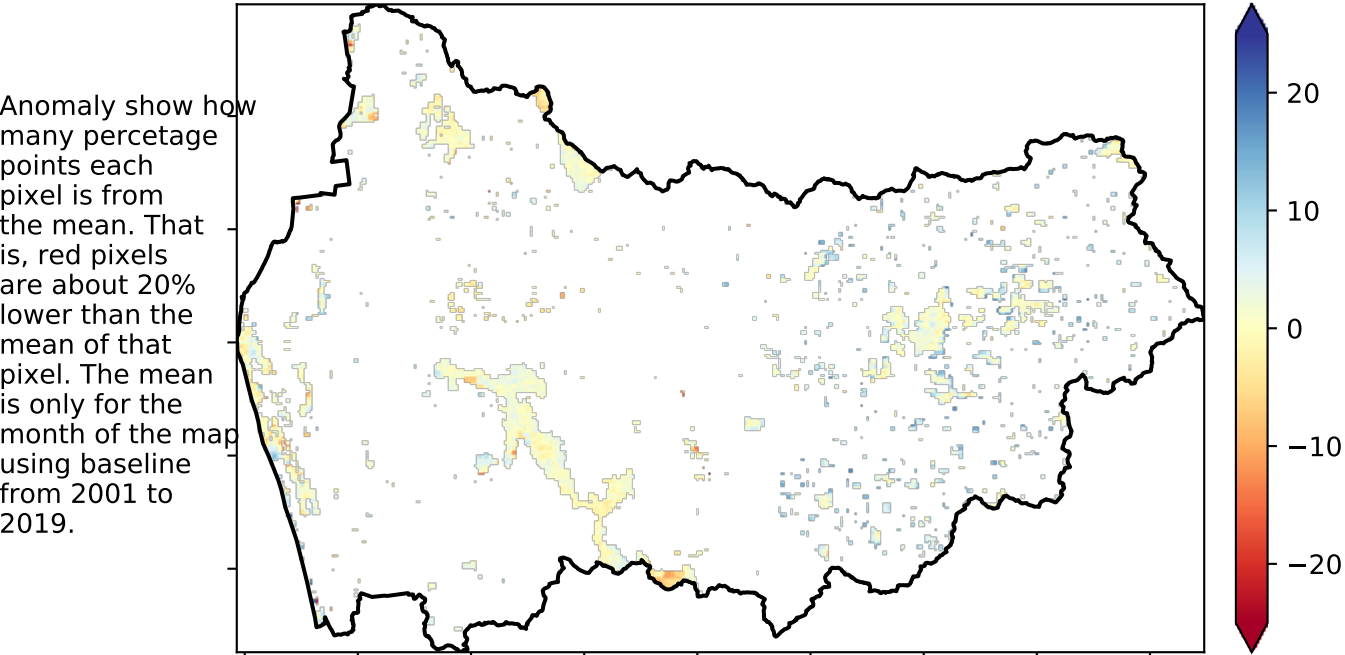 Anomaly show how
many percetage
points each
pixel is from
the mean. That
is, red pixels
are about 20%
lower than the
mean of that
pixel. The mean
is only for the
month of the map
using baseline
from 2001 to
2019.
20
10
0
−10
−20